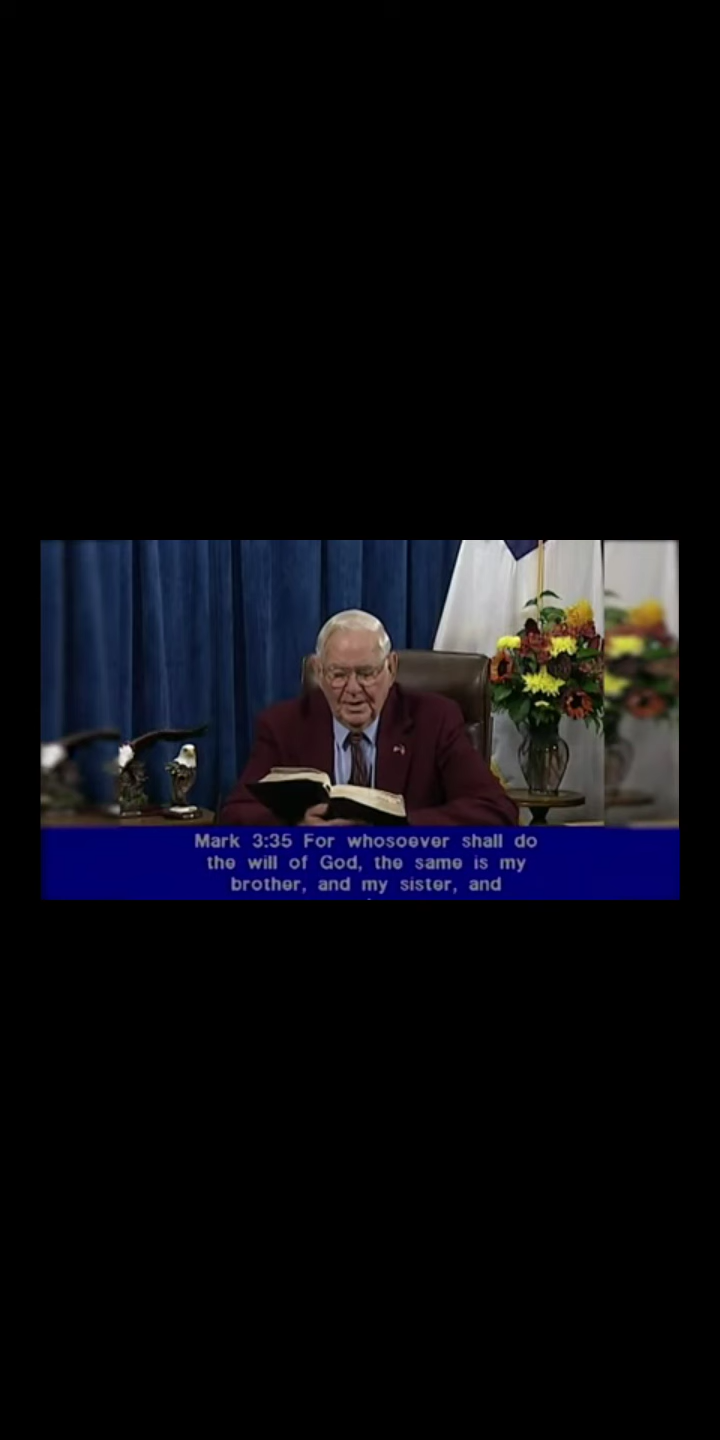 Mark 3:35 For whosoever shall do
the will of God, the same is my
brother, and my sister, and